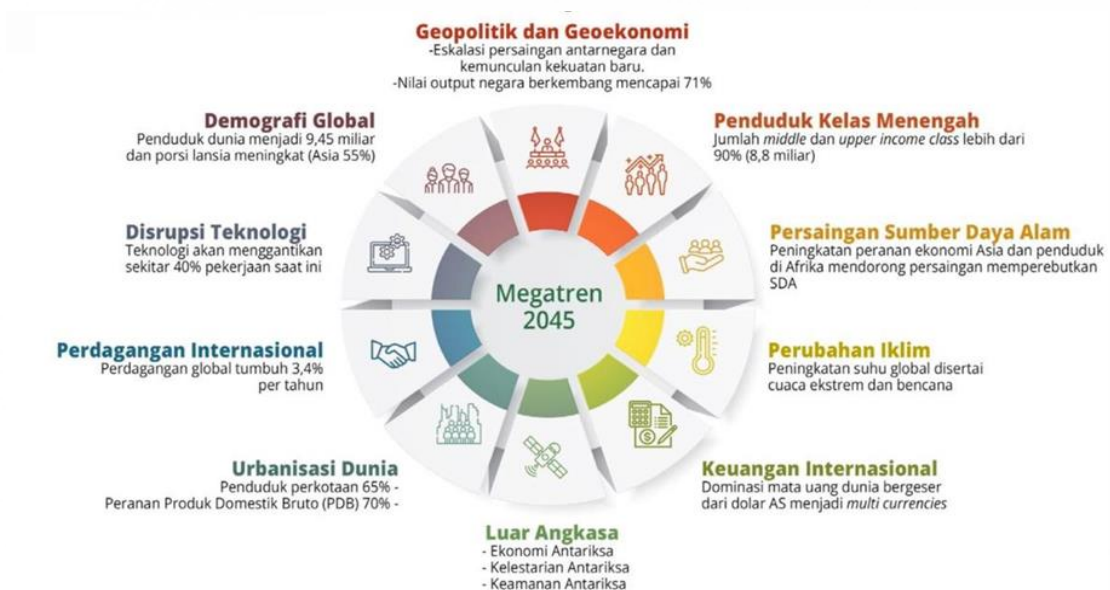 Geopolitik dan Geoekonomi
-Eskalasi persaingan antarnegara dan
kemunculan kekuatan baru.
-Nilai output negara berkembang mencapai 71%
Penduduk Kelas Menengah
Jumlah middle dan upper income class lebih dari
90% (8,8 miliar)
Persaingan Sumber Daya Alam
Peningkatan peranan ekonomi Asia dan penduduk
di Afrika mendorong persaingan memperebutkan
SDA
Perubahan Iklim
Peningkatan suhu global disertai
cuaca ekstrem dan bencana
Keuangan Internasional
Dominasi mata uang dunia bergeser
dari dolar AS menjadi multi currencies
Luar Angkasa
- Ekonomi Antariksa
- Kelestarian Antariksa
- Keamanan Antariksa
Urbanisasi Dunia
Penduduk perkotaan 65% -
Peranan Produk Domestik Bruto (PDB) 70% -
Perdagangan Internasional
Perdagangan global tumbuh 3,4%
per tahun
Disrupsi Teknologi
Teknologi akan menggantikan
sekitar 40% pekerjaan saat ini
Demografi Global
Penduduk dunia menjadi 9,45 miliar
dan porsi lansia meningkat (Asia 55%)
Megatren
2045